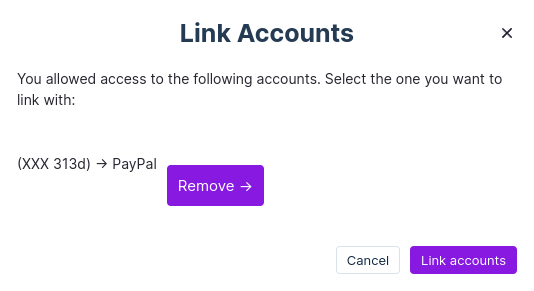 Link Accounts
You allowed access to the following accounts. Select the one you want to
link with:
(XXX 313d) → PayPal
Remove →
Cancel
Link accounts